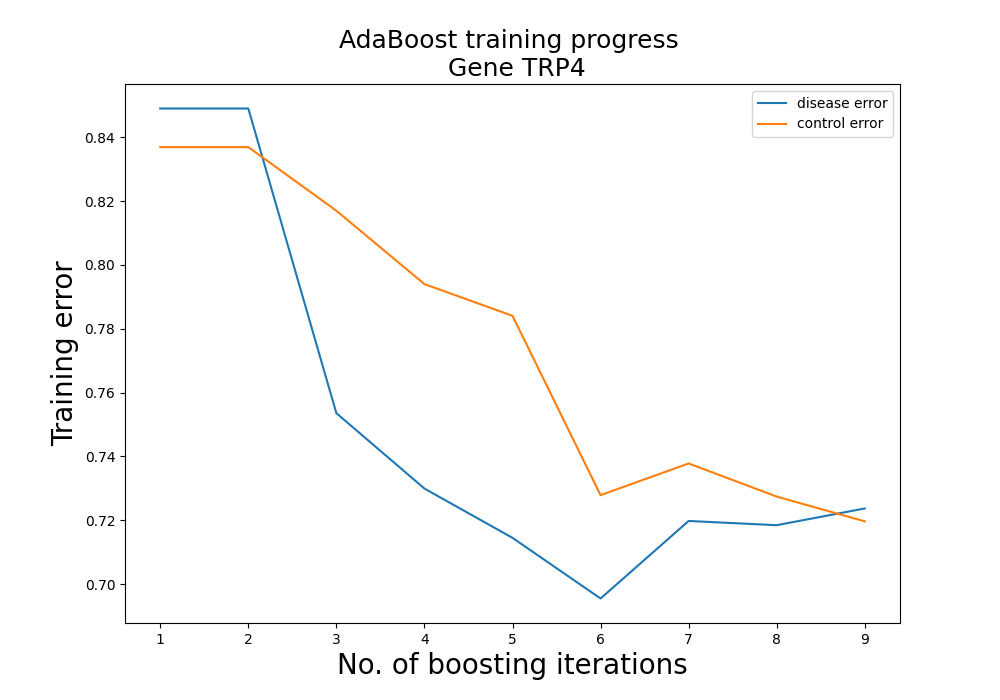 AdaBoost training progress
Gene TRP4
disease error
control error
Training error
0.84
0.82
0.80
0.78
0.76
0.74
0.72
0.70
1 2 3 4 5 6 7 8 9
No. of boosting iterations